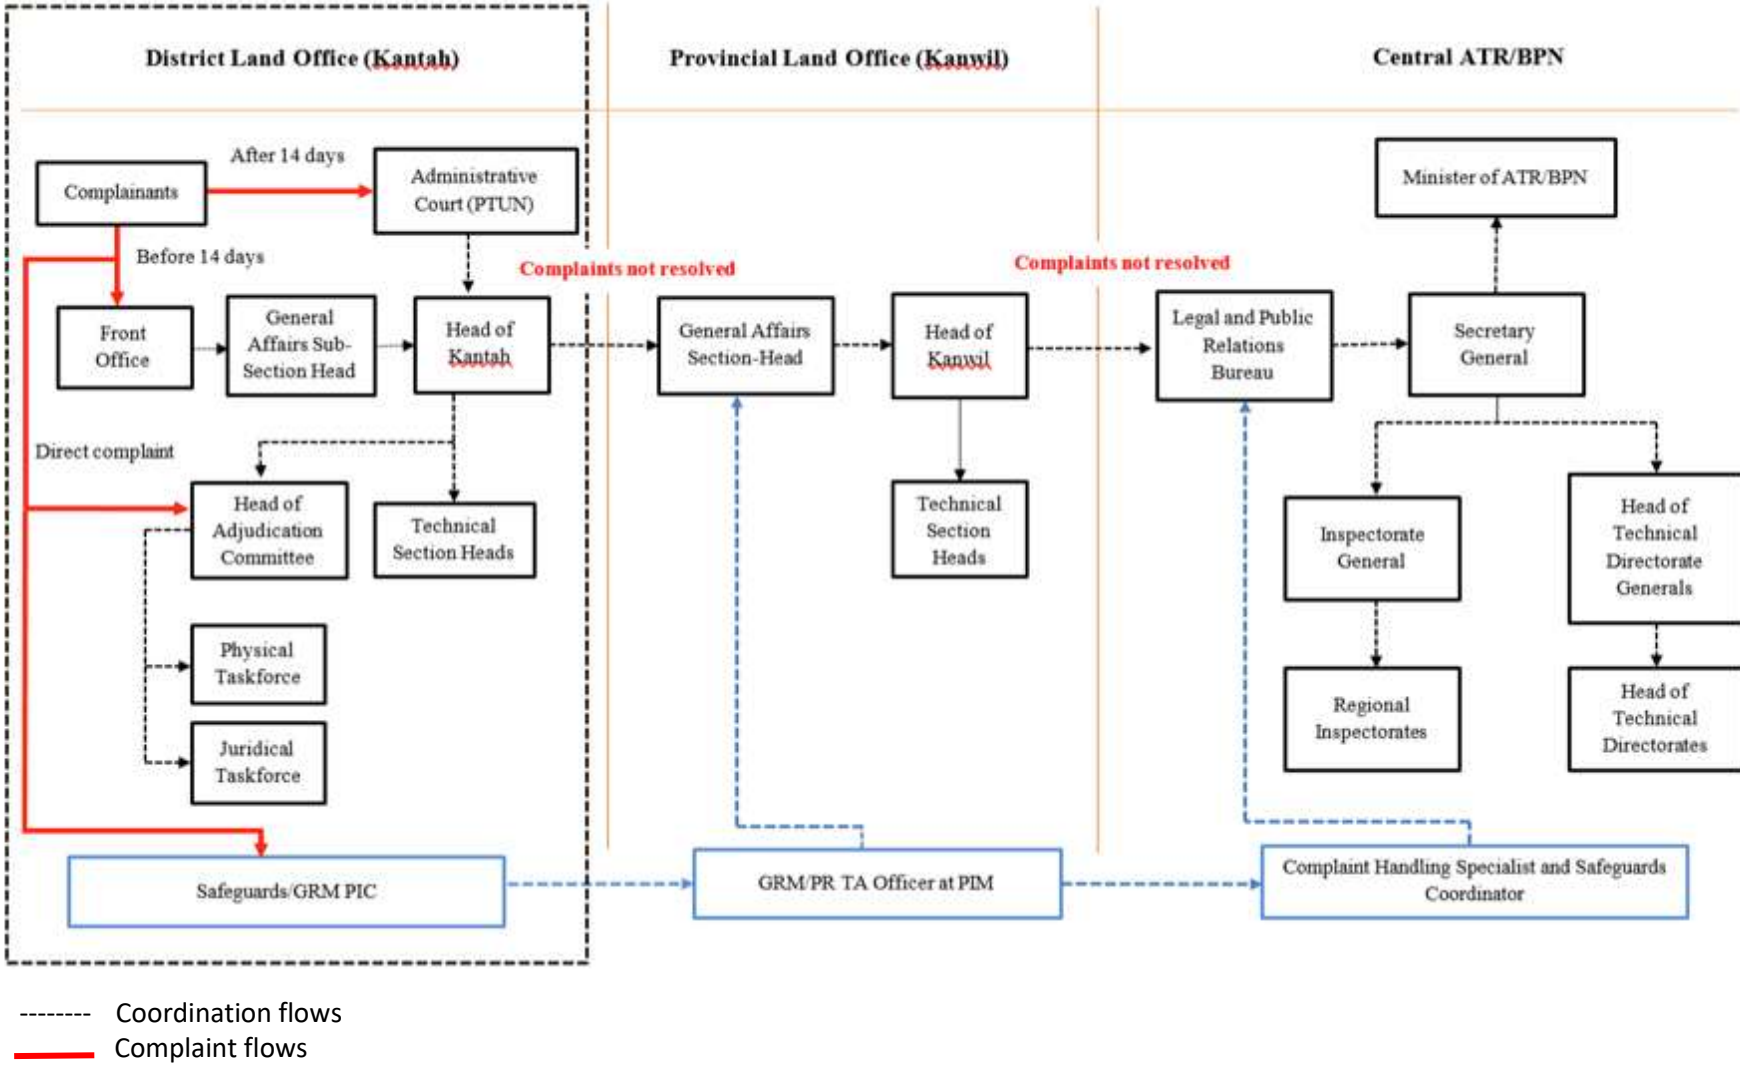 District Land Office (Kantah)
Provincial Land Office (Kanwil)
Central ATR/BPN
Complainants
After 14 days
Administrative
Court (PTUN)
Before 14 days
Complaints not resolved
Complaints not resolved
Minister of ATR/BPN
Front
Office
General
Affairs Sub-
Section Head
Head of
Kantah
General Affairs
Section-Head
Head of
Kanwil
Legal and Public
Relations
Bureau
Secretary
General
Direct complaint
Head of
Adjudication
Committee
Technical
Section Heads
Technical
Section
Heads
Inspectorate
General
Head of
Technical
Directorate
Generals
Physical
Taskforce
Juridical
Taskforce
Regional
Inspectorates
Head of
Technical
Directorates
Safeguards/GRM PIC
GRM/PR TA Officer at PIM
Complaint Handling Specialist and Safeguards
Coordinator
Coordination flows
Complaint flows